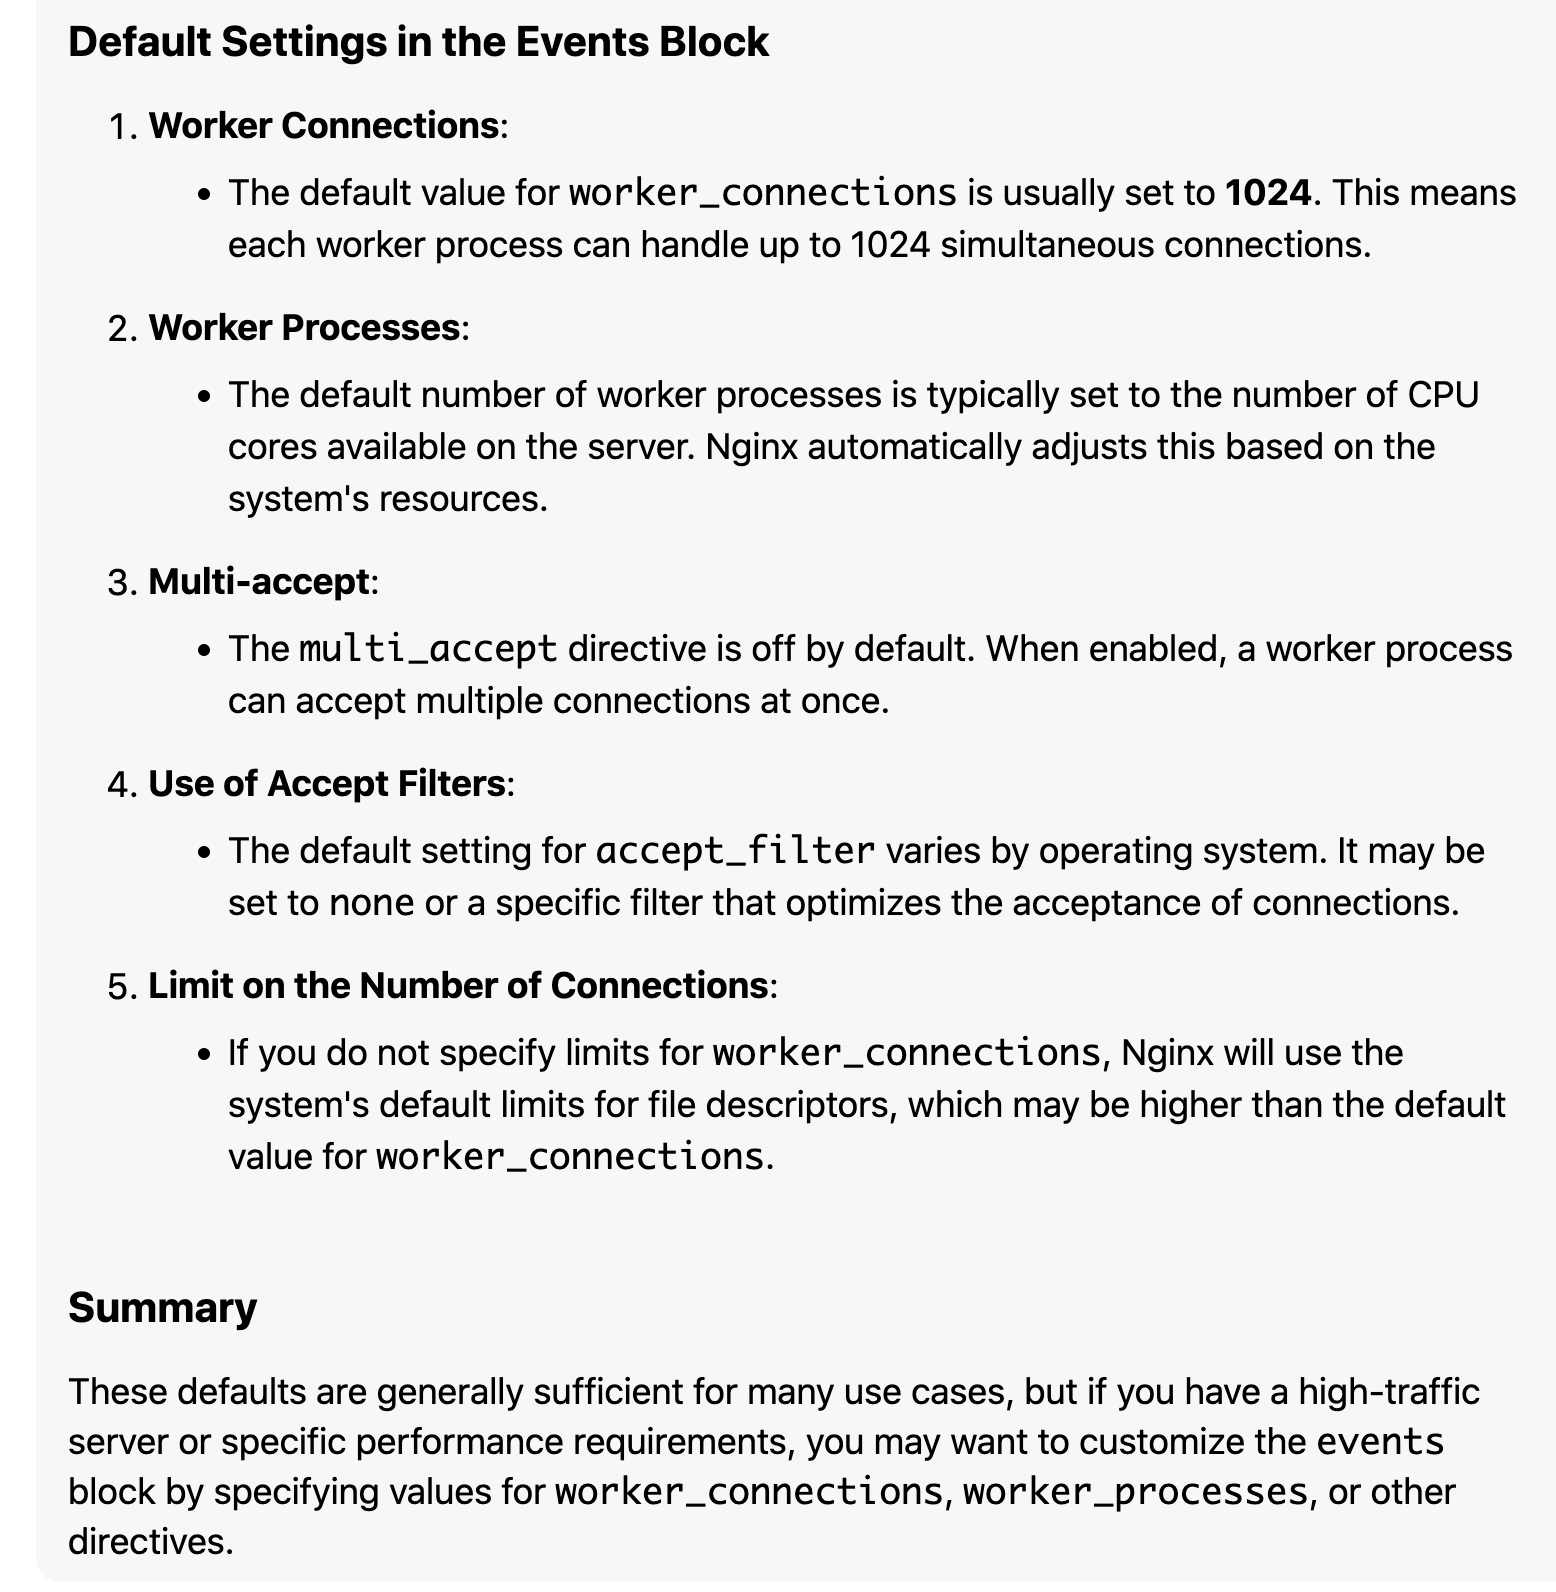 Default Settings in the Events Block
1. Worker Connections:
• The default value for worker_connections is usually set to 1024. This means
each worker process can handle up to 1024 simultaneous connections.
2. Worker Processes:
• The default number of worker processes is typically set to the number of CPU
cores available on the server. Nginx automatically adjusts this based on the
system's resources.
3. Multi-accept:
• The multi_accept directive is off by default. When enabled, a worker process
can accept multiple connections at once.
4. Use of Accept Filters:
• The default setting for accept_filter varies by operating system. It may be
set to none or a specific filter that optimizes the acceptance of connections.
5. Limit on the Number of Connections:
• If you do not specify limits for worker_connections, Nginx will use the
system's default limits for file descriptors, which may be higher than the default
value for worker_connections.
Summary
These defaults are generally sufficient for many use cases, but if you have a high-traffic
server or specific performance requirements, you may want to customize the events
block by specifying values for worker_connections, worker_processes, or other
directives.